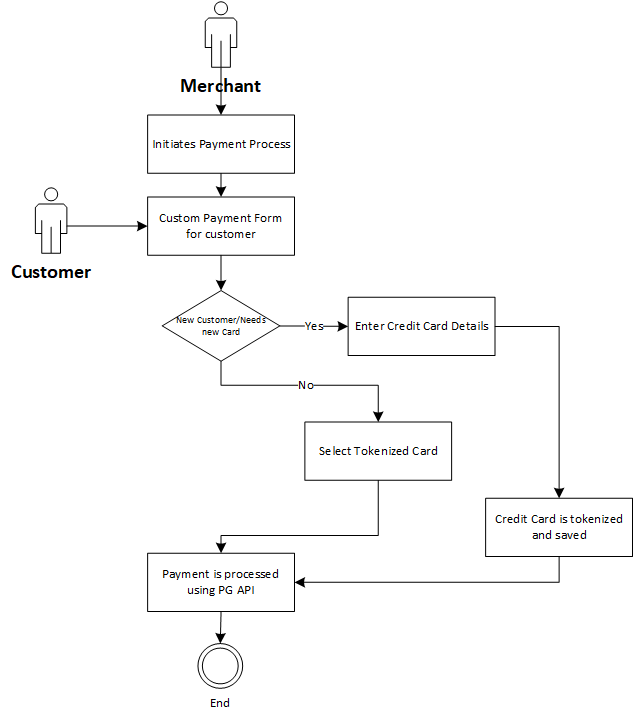 Merchant
Initiates Payment Process
Custom Payment Form
for customer
Customer
New Customer/Needs
new Card
Yes
Enter Credit Card Details
No
Select Tokenized Card
Credit Card is tokenized
and saved
Payment is processed
using PG API
End